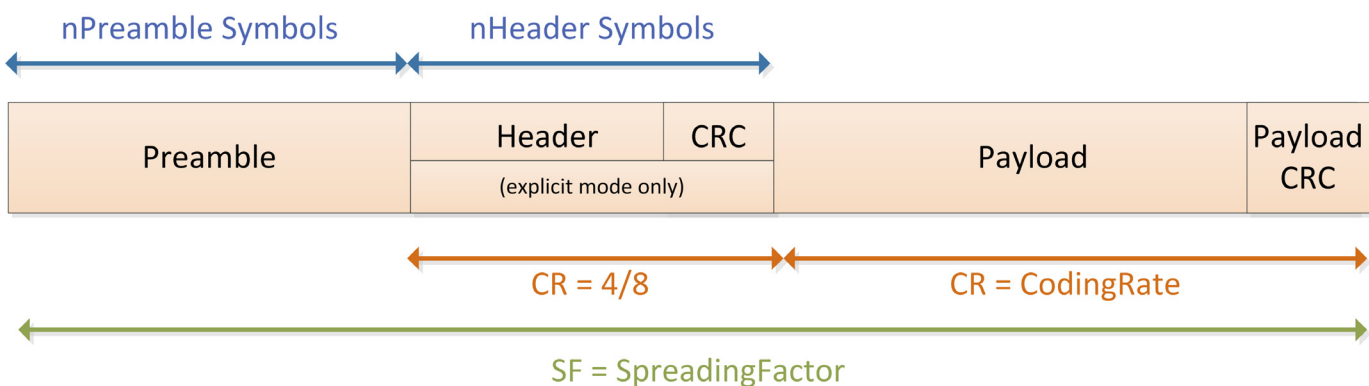 nPreamble Symbols
nHeader Symbols
Preamble
Header
CRC
(explicit mode only)
Payload
Payload
CRC
CR = 4/8
CR = CodingRate
SF = SpreadingFactor